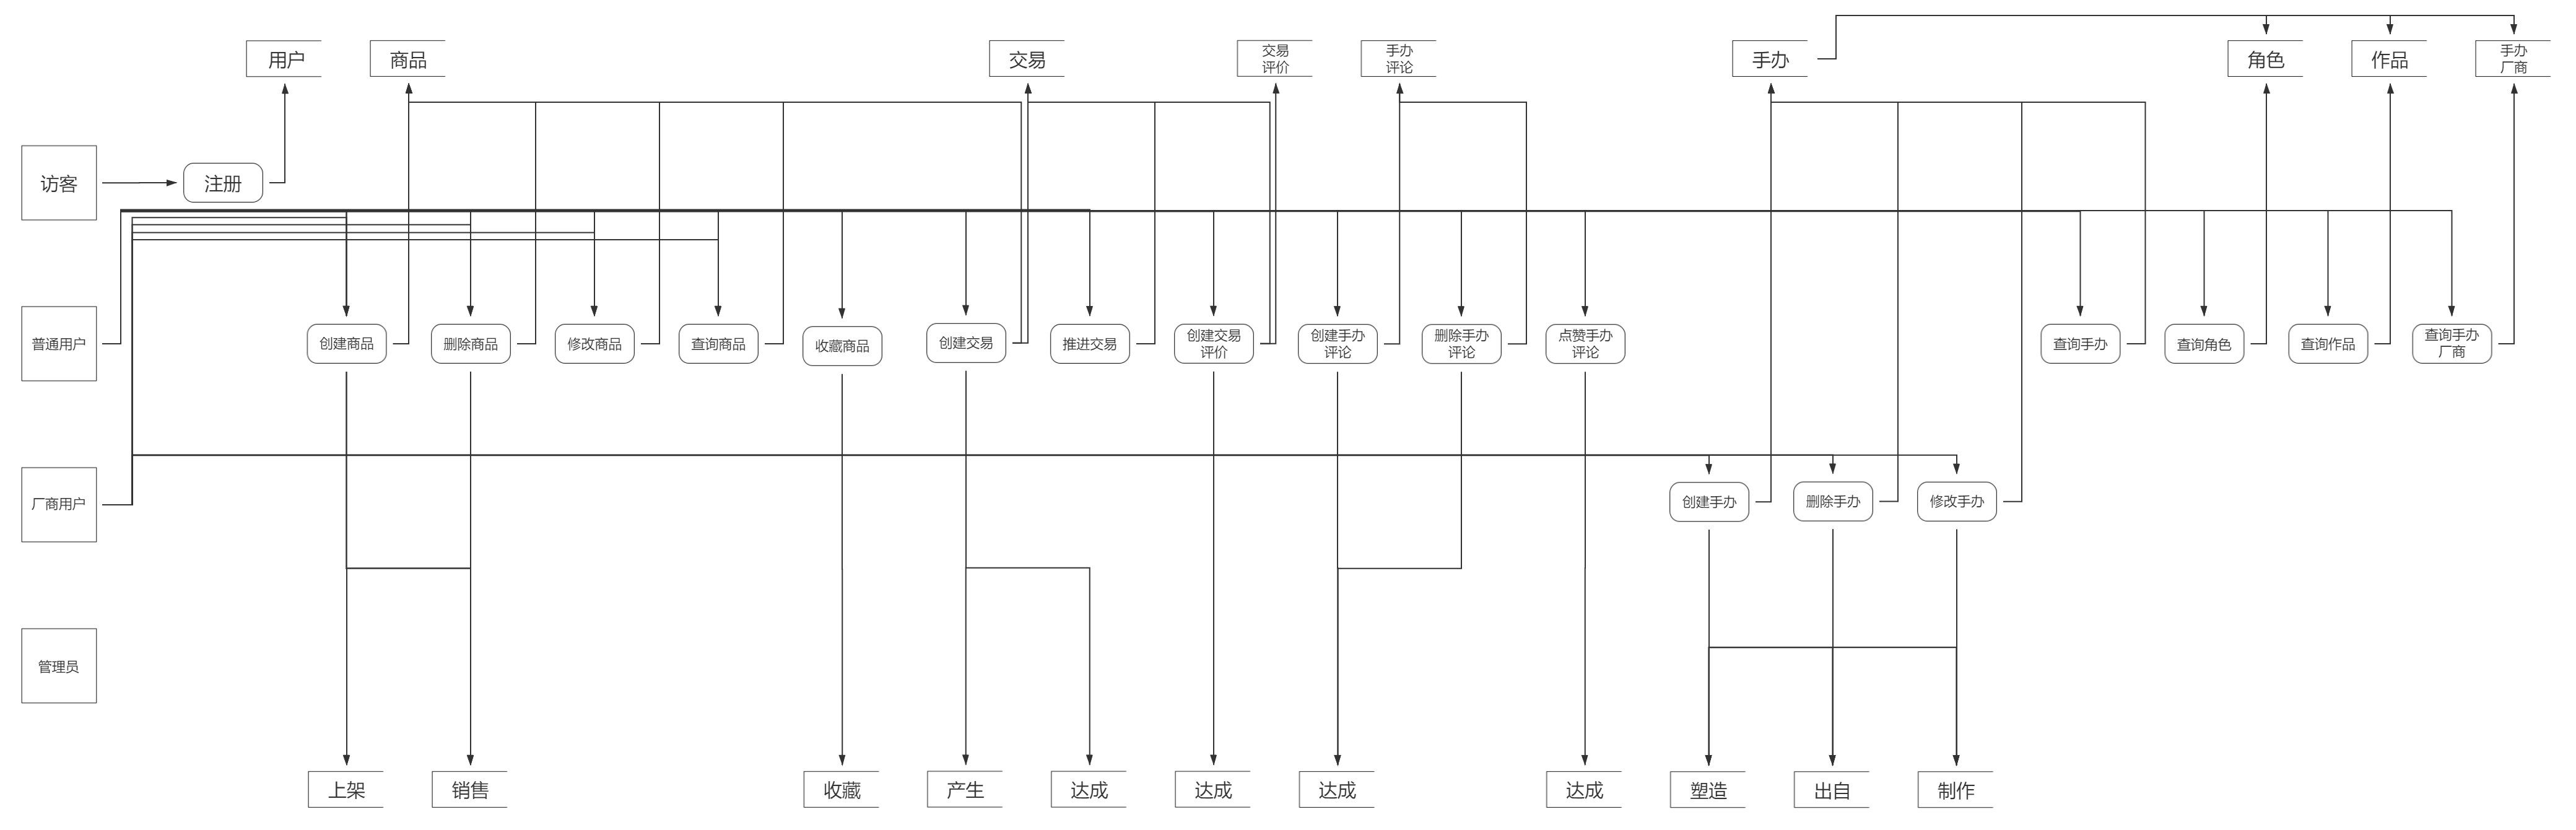 用户
商品
交易
交易
评价
手办
评论
手办
角色
作品
手办
厂商
访客
注册
普通用户
创建商品
删除商品
修改商品
查询商品
收藏商品
创建交易
推进交易
创建交易
评价
创建手办
评论
删除手办
评论
点赞手办
评论
查询手办
查询角色
查询作品
查询手办
厂商
厂商用户
创建手办
删除手办
修改手办
管理员
上架
销售
收藏
产生
达成
达成
达成
达成
塑造
出自
制作